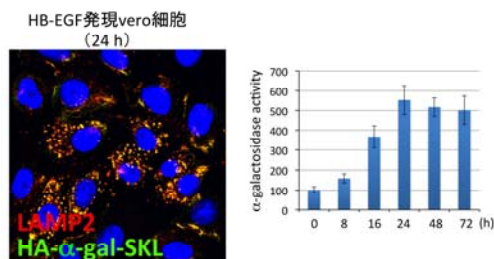 HB-EGF発現vero細胞
(24 h)
LAMP2
HA-α-gal-SKL
α-galactosidase activity
700
600
500
400
300
200
100
0
0 8 16 24 48 72 (h)